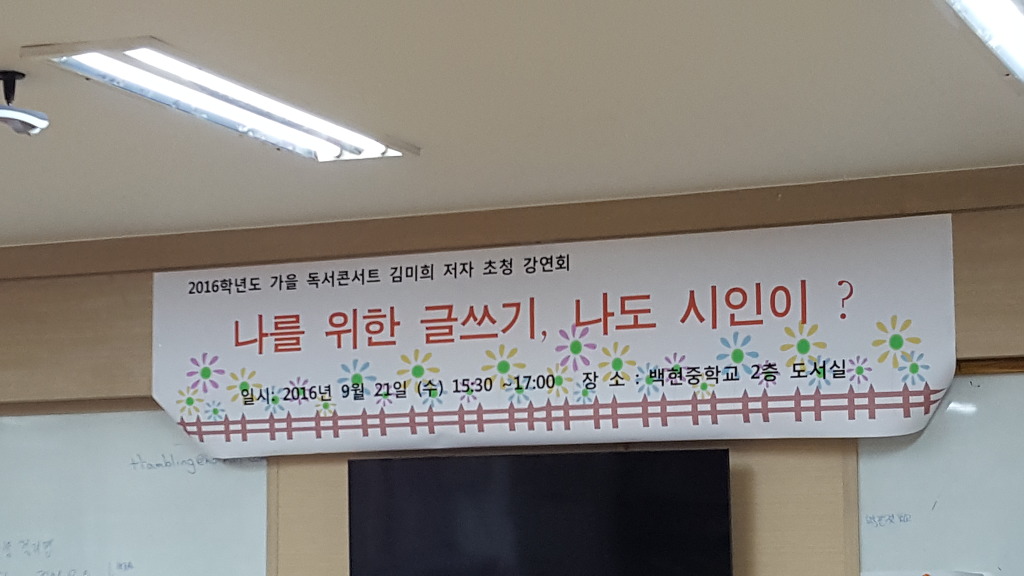 2016학년도 가을 독서콘서트 김미희 저자 초청 강연회
나를 위한 글쓰기, 나도 시인이 ?
일시: 2016년 9월 21일 (수) 15:30 ~17:00 장 소 : 백현중학교 2층 도서실